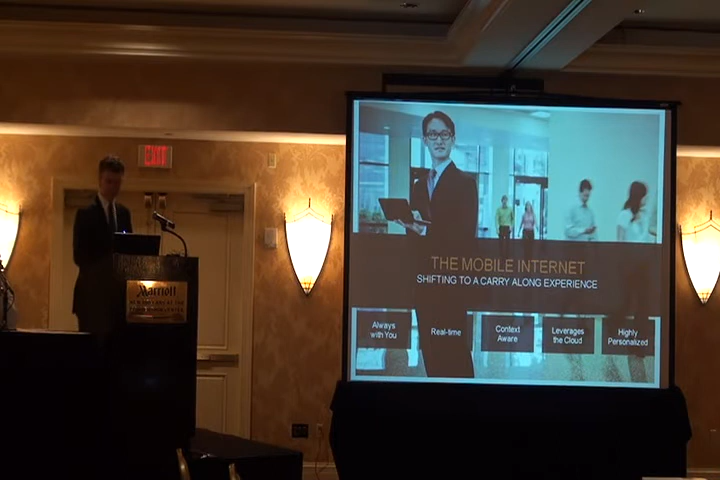 EXIT
Marriott
THE MOBILE INTERNET
SHIFTING TO A CARRY ALONG EXPERIENCE
Always
with You
Real-time
Context
Aware
Leverages
the Cloud
Highly
Personalized